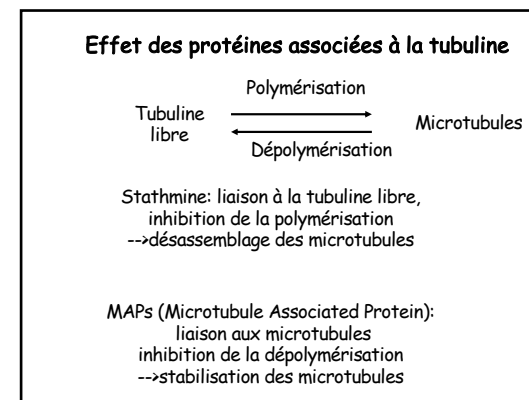 Effet des protéines associées à la tubuline
Polymérisation
Tubuline libre
Microtubules
Dépolymérisation
Stathmine: liaison à la tubuline libre,
inhibition de la polymérisation
-->désassemblage des microtubules
MAPs (Microtubule Associated Protein):
liaison aux microtubules
inhibition de la dépolymérisation
-->stabilisation des microtubules